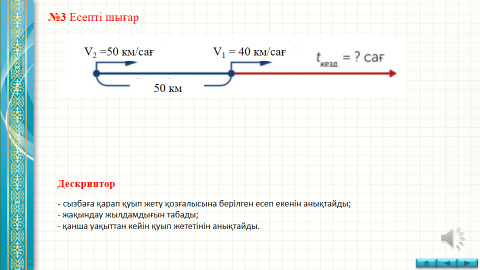 №3 Есепті шығар
V2 =50 км/сағ V1 = 40 км/сағ tкезд. = ? сағ
50 км
Дескриптор
- сызбаға қарап қуып жету қозғалысына берілген есеп екенін анықтайды;
- жақындау жылдамдығын табады;
- қанша уақыттан кейін қуып жететінін анықтайды.